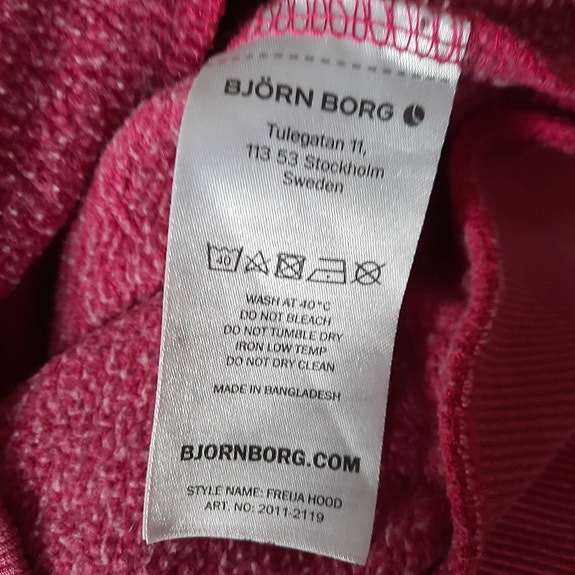 BJÖRN BORG
Tulegatan 11,
113 53 Stockholm
Sweden
40
WASH AT 40°C
DO NOT BLEACH
DO NOT TUMBLE DRY
IRON LOW TEMP
DO NOT DRY CLEAN
MADE IN BANGLADESH
BJORNBORG.COM
STYLE NAME: FREIJA HOOD
ART. NO: 2011-2119